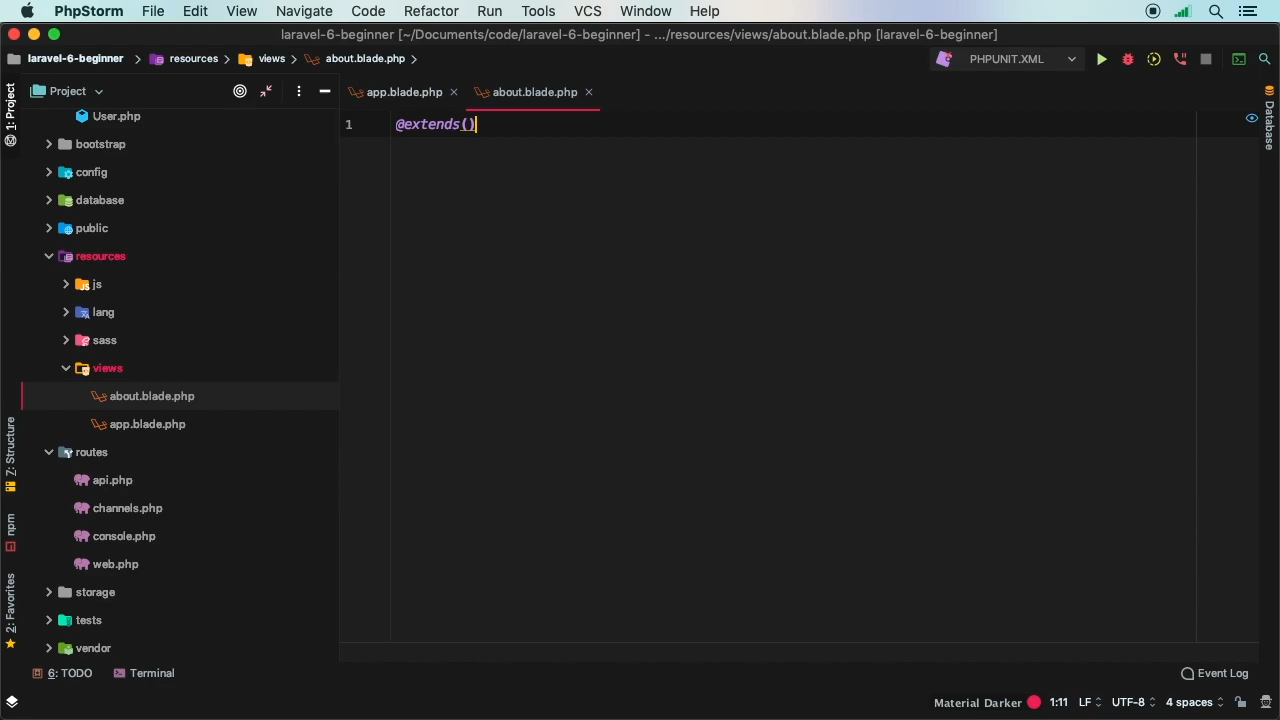 PhpStorm File Edit View Navigate Code Refactor Run Tools VCS Window Help
laravel-6-beginner [~/Documents/code/laravel-6-beginner] - .../resources/views/about.blade.php [laravel-6-beginner]
laravel-6-beginner resources views about.blade.php PHPUNIT.XML
1: Project
Project
app.blade.php about.blade.php
Database
1 @extends()
User.php
bootstrap
config
database
public
resources
js
lang
sass
views
about.blade.php
app.blade.php
routes
api.php
channels.php
console.php
web.php
storage
tests
vendor
7: Structure
npm
2: Favorites
6: TODO Terminal Event Log
Material Darker 1:11 LF UTF-8 4 spaces